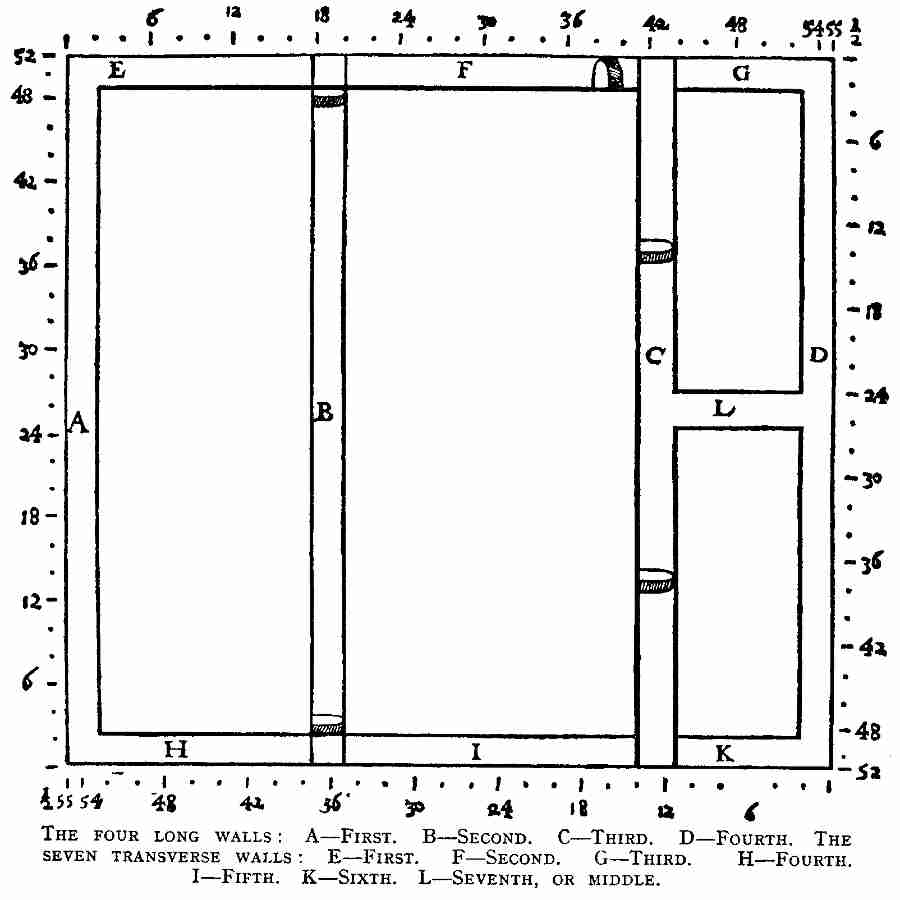 6 12 18 24 30 36 42 48 54 55 1/2
52 E F G
48
6
42
12
36
18
30 C D
24
A B L
24
30
18
36
12
42
6
48
H I K
52
1/2 55 54 48 42 36 30 24 18 12 6
THE FOUR LONG WALLS: A—FIRST. B—SECOND. C—THIRD. D—FOURTH. THE
SEVEN TRANSVERSE WALLS: E—FIRST. F—SECOND. G—THIRD. H—FOURTH.
I—FIFTH. K—SIXTH. L—SEVENTH, OR MIDDLE.